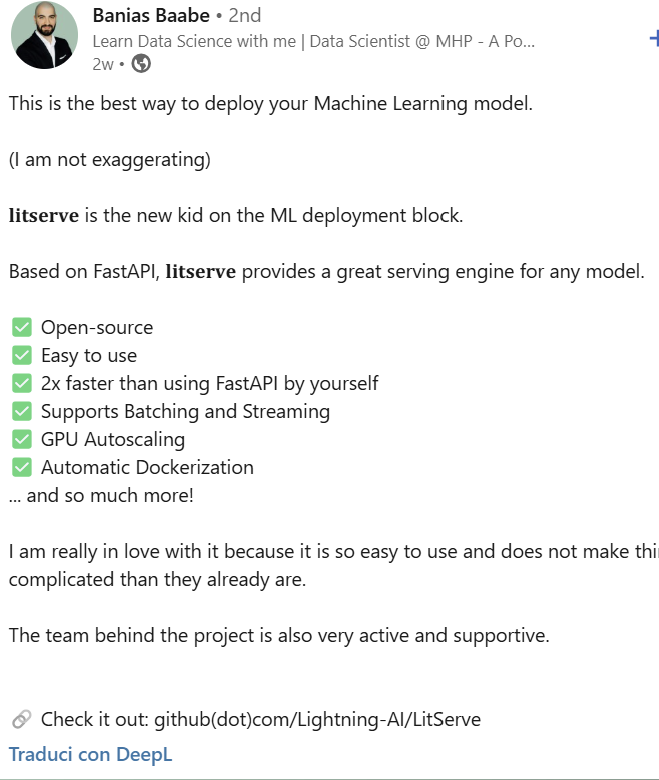 Banias Baabe • 2nd
Learn Data Science with me | Data Scientist @ MHP - A Po...
2w •
This is the best way to deploy your Machine Learning model.
(I am not exaggerating)
litserve is the new kid on the ML deployment block.
Based on FastAPI, litserve provides a great serving engine for any model.
✅ Open-source
✅ Easy to use
✅ 2x faster than using FastAPI by yourself
✅ Supports Batching and Streaming
✅ GPU Autoscaling
✅ Automatic Dockerization
... and so much more!
I am really in love with it because it is so easy to use and does not make
complicated than they already are.
The team behind the project is also very active and supportive.
🔗 Check it out: github(dot)com/Lightning-AI/LitServe
Traduci con DeepL